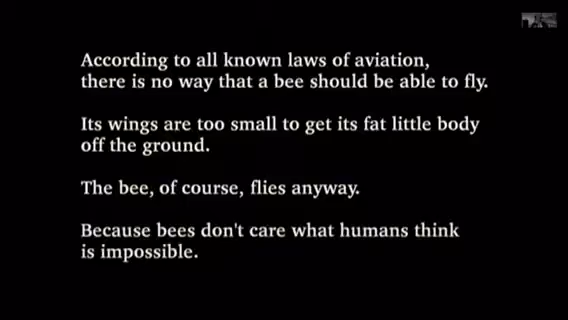 According to all known laws of aviation,
there is no way that a bee should be able to fly.
Its wings are too small to get its fat little body
off the ground.
The bee, of course, flies anyway.
Because bees don't care what humans think
is impossible.